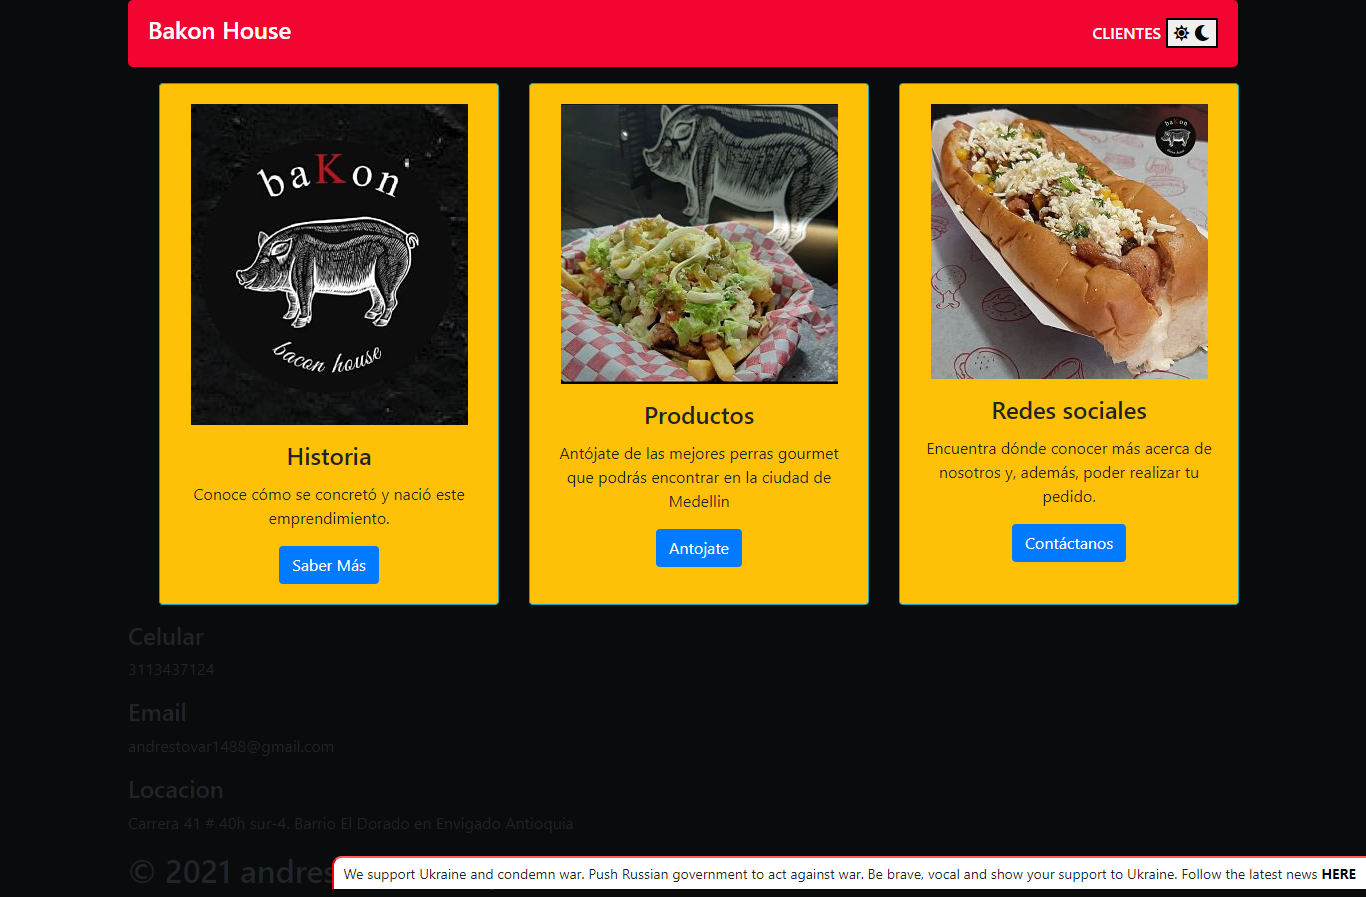 Bakon House
CLIENTES
baKon
bacon house
baKon
Historia
Conoce cómo se concretó y nació este
emprendimiento.
Saber Más
Productos
Antójate de las mejores perras gourmet
que podrás encontrar en la ciudad de
Medellin
Antojate
Redes sociales
Encuentra dónde conocer más acerca de
nosotros y, además, poder realizar tu
pedido.
Contáctanos
Celular
3113437124
Email
andrestovar1488@gmail.com
Locacion
Carrera 41 # 40h sur-4. Barrio El Dorado en Envigado Antioquia
© 2021 andres
We support Ukraine and condemn war. Push Russian government to act against war. Be brave, vocal and show your support to Ukraine. Follow the latest news HERE